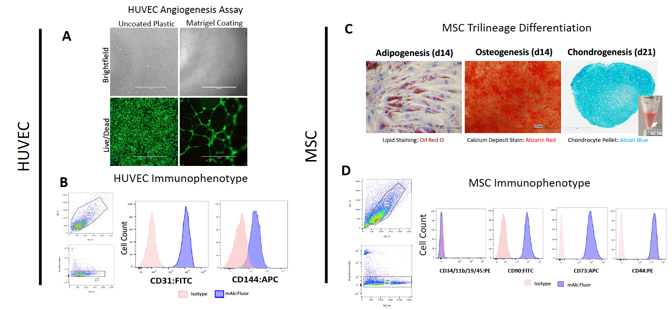 HUVEC Angiogenesis Assay
Uncoated Plastic
Matrigel Coating
A
Brightfield
Live/Dead
HUVEC
B
HUVEC Immunophenotype
Cell Count
CD31:FITC
CD144:APC
Isotype
mAb:Fluor
MSC Trilineage Differentiation
C
Adipogenesis (d14)
Osteogenesis (d14)
Chondrogenesis (d21)
Lipid Staining: Oil Red O
Calcium Deposit Stain: Alizarin Red
Chondrocyte Pellet: Alcian Blue
MSC
D
MSC Immunophenotype
Cell Count
CD34/11b/19/45:PE
CD90:FITC
CD73:APC
CD44:PE
Isotype
mAb:Fluor